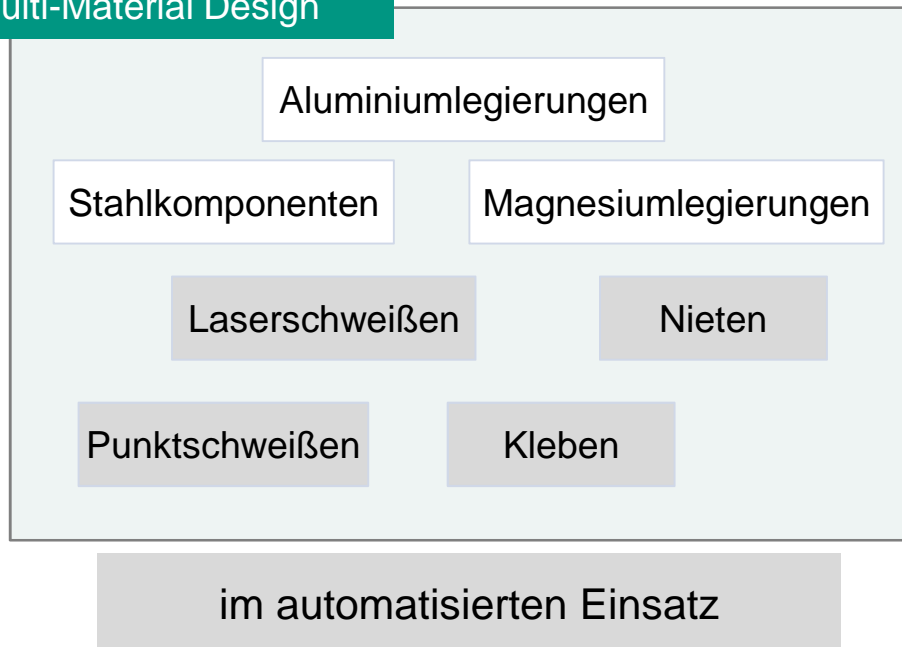 ulti-Material Design
Aluminiumlegierungen
Stahlkomponenten Magnesiumlegierungen
Laserschweißen Nieten
Punktschweißen Kleben
im automatisierten Einsatz